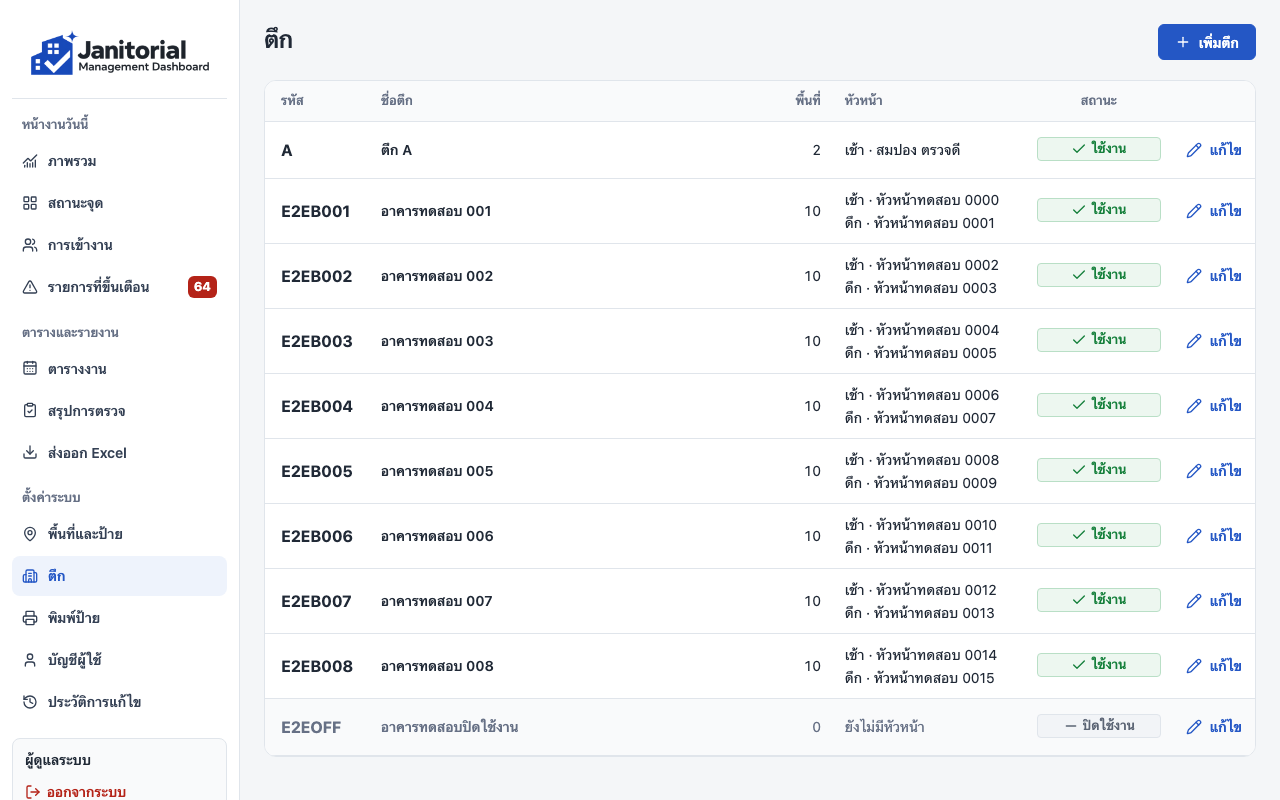 Janitorial
Management Dashboard
หน้างานวันนี้
ภาพรวม
สถานะจุด
การเข้างาน
รายการที่ขึ้นเตือน 64
ตารางและรายงาน
ตารางงาน
สรุปการตรวจ
ส่งออก Excel
ตั้งค่าระบบ
พื้นที่และป้าย
ตึก
พิมพ์ป้าย
บัญชีผู้ใช้
ประวัติการแก้ไข
ผู้ดูแลระบบ
ออกจากระบบ
ตึก
เพิ่มตึก
รหัส ชื่อตึก พื้นที่ หัวหน้า สถานะ
A ตึก A 2 เช้า · สมปอง ตรวจดี ใช้งาน แก้ไข
E2EB001 อาคารทดสอบ 001 10 เช้า · หัวหน้าทดสอบ 0000 ใช้งาน แก้ไข
ดึก · หัวหน้าทดสอบ 0001
E2EB002 อาคารทดสอบ 002 10 เช้า · หัวหน้าทดสอบ 0002 ใช้งาน แก้ไข
ดึก · หัวหน้าทดสอบ 0003
E2EB003 อาคารทดสอบ 003 10 เช้า · หัวหน้าทดสอบ 0004 ใช้งาน แก้ไข
ดึก · หัวหน้าทดสอบ 0005
E2EB004 อาคารทดสอบ 004 10 เช้า · หัวหน้าทดสอบ 0006 ใช้งาน แก้ไข
ดึก · หัวหน้าทดสอบ 0007
E2EB005 อาคารทดสอบ 005 10 เช้า · หัวหน้าทดสอบ 0008 ใช้งาน แก้ไข
ดึก · หัวหน้าทดสอบ 0009
E2EB006 อาคารทดสอบ 006 10 เช้า · หัวหน้าทดสอบ 0010 ใช้งาน แก้ไข
ดึก · หัวหน้าทดสอบ 0011
E2EB007 อาคารทดสอบ 007 10 เช้า · หัวหน้าทดสอบ 0012 ใช้งาน แก้ไข
ดึก · หัวหน้าทดสอบ 0013
E2EB008 อาคารทดสอบ 008 10 เช้า · หัวหน้าทดสอบ 0014 ใช้งาน แก้ไข
ดึก · หัวหน้าทดสอบ 0015
E2EOFF อาคารทดสอบปิดใช้งาน 0 ยังไม่มีหัวหน้า ปิดใช้งาน แก้ไข